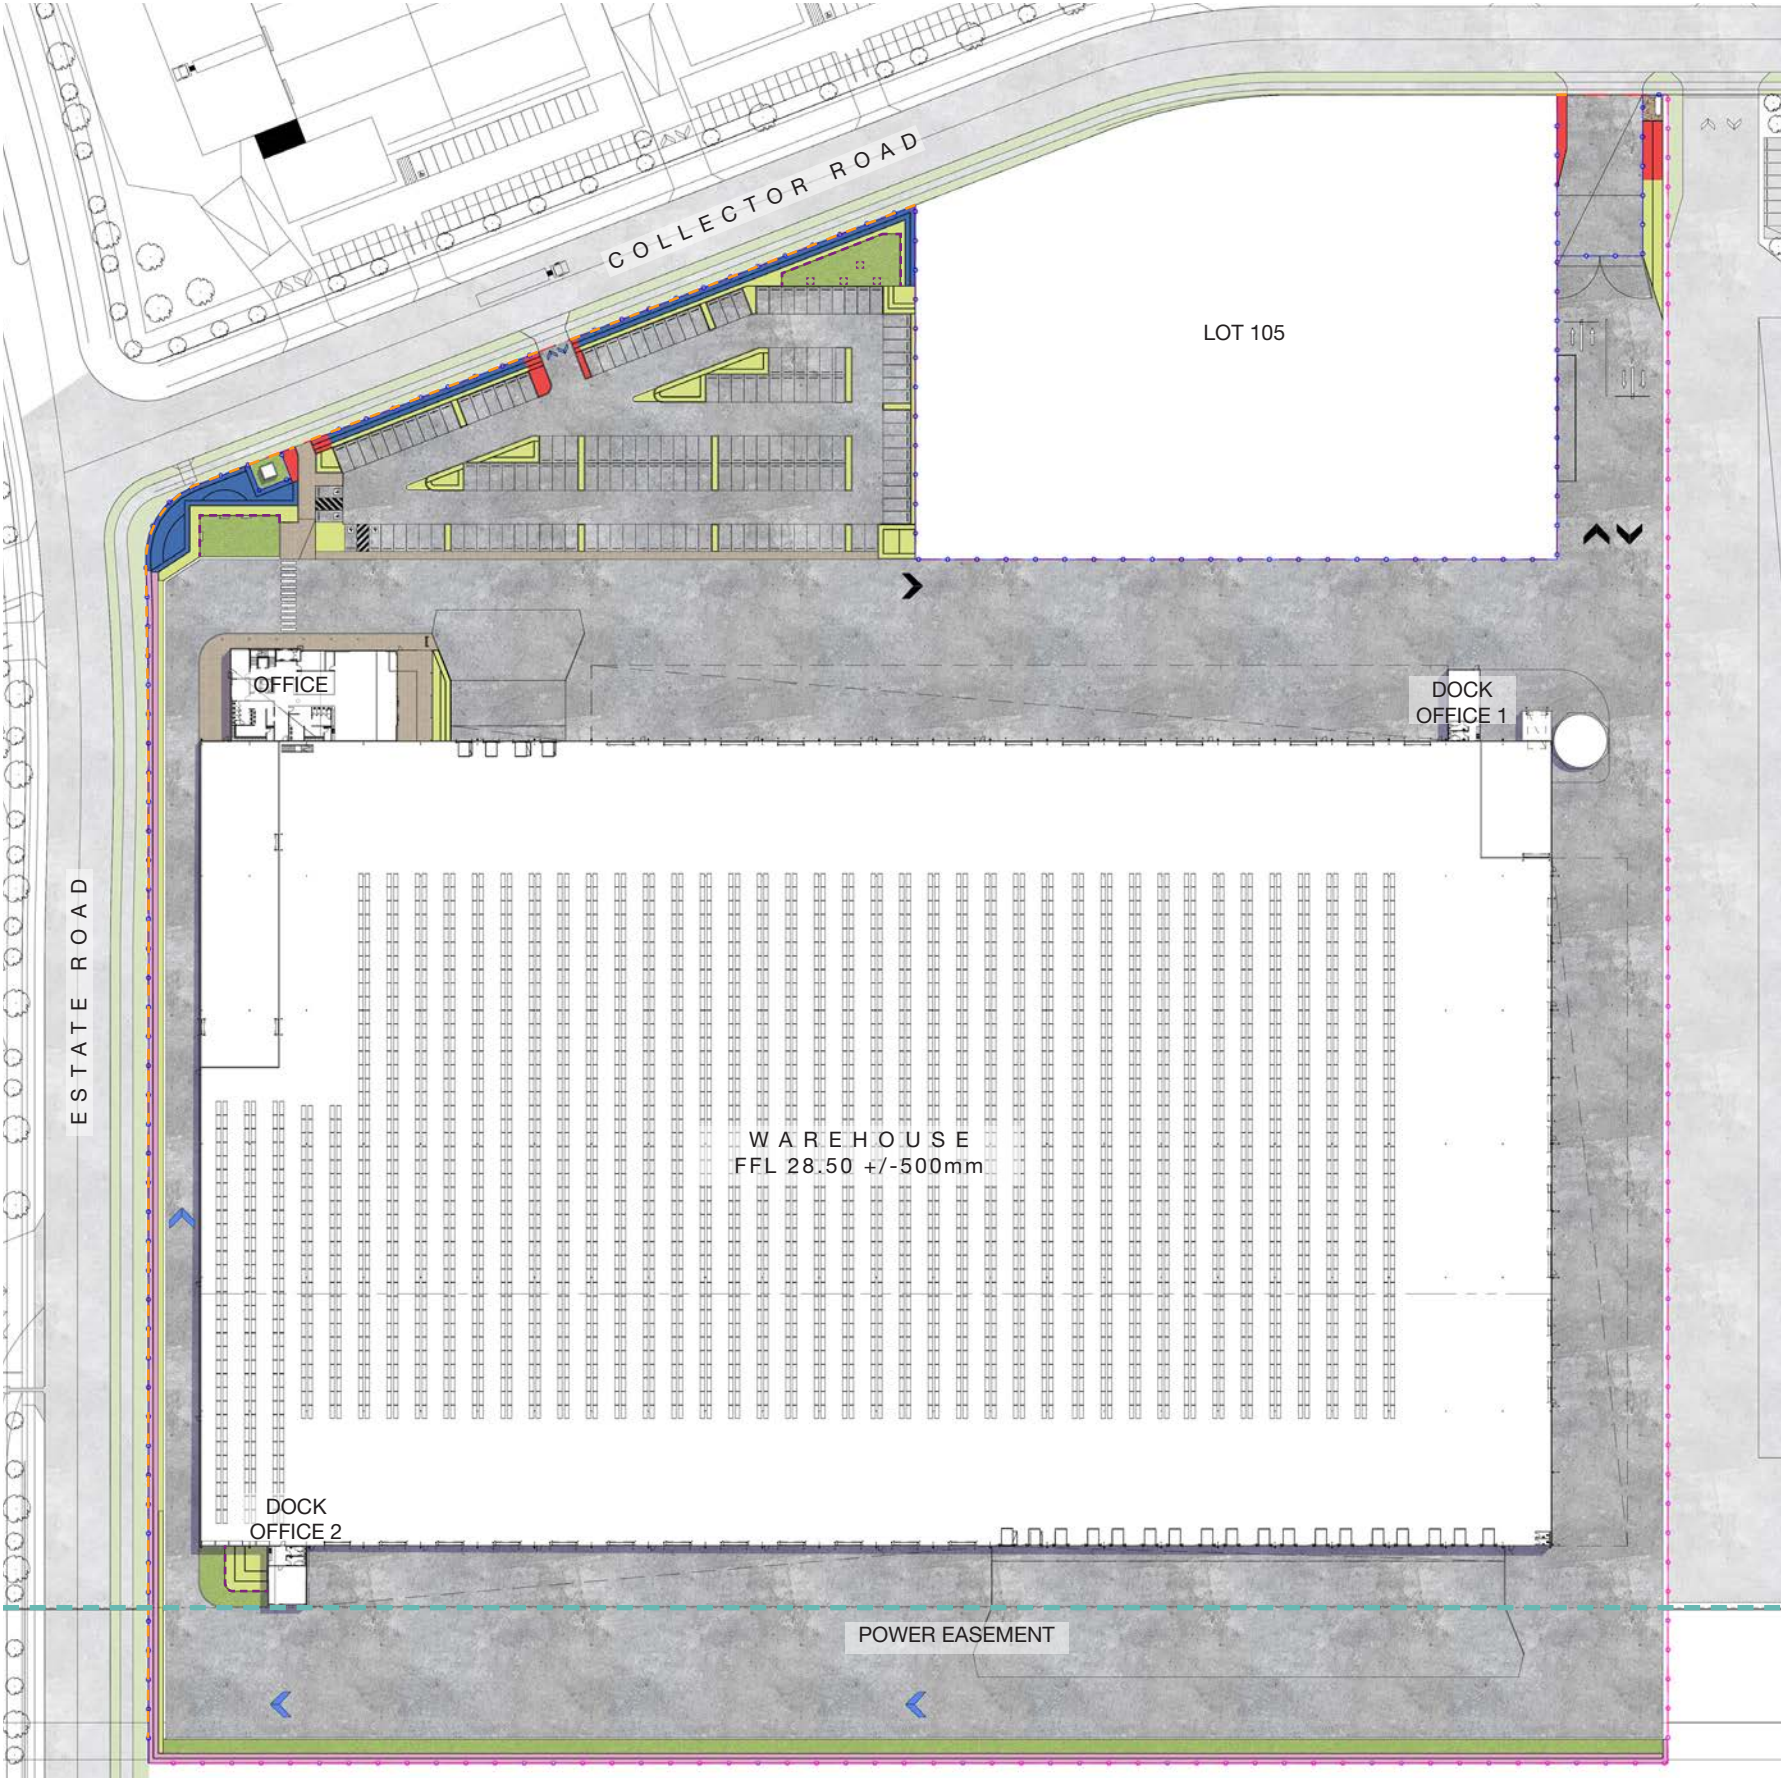 COLLECTOR ROAD
LOT 105
OFFICE
DOCK
OFFICE 1
ESTATE ROAD
WAREHOUSE
FFL 28.50 +/-500mm
DOCK
OFFICE 2
POWER EASEMENT